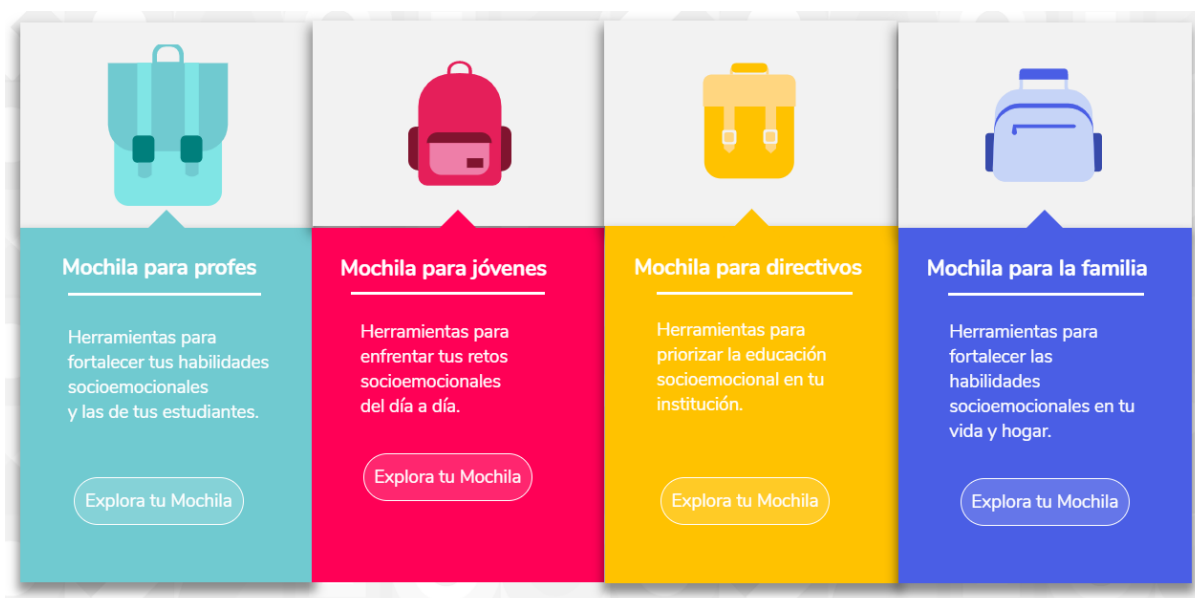 Mochila para profes
Herramientas para
fortalecer tus habilidades
socioemocionales
y las de tus estudiantes.
Explora tu Mochila
Mochila para jóvenes
Herramientas para
enfrentar tus retos
socioemocionales
del día a día.
Explora tu Mochila
Mochila para directivos
Herramientas para
priorizar la educación
socioemocional en tu
institución.
Explora tu Mochila
Mochila para la familia
Herramientas para
fortalecer las
habilidades
socioemocionales en tu
vida y hogar.
Explora tu Mochila